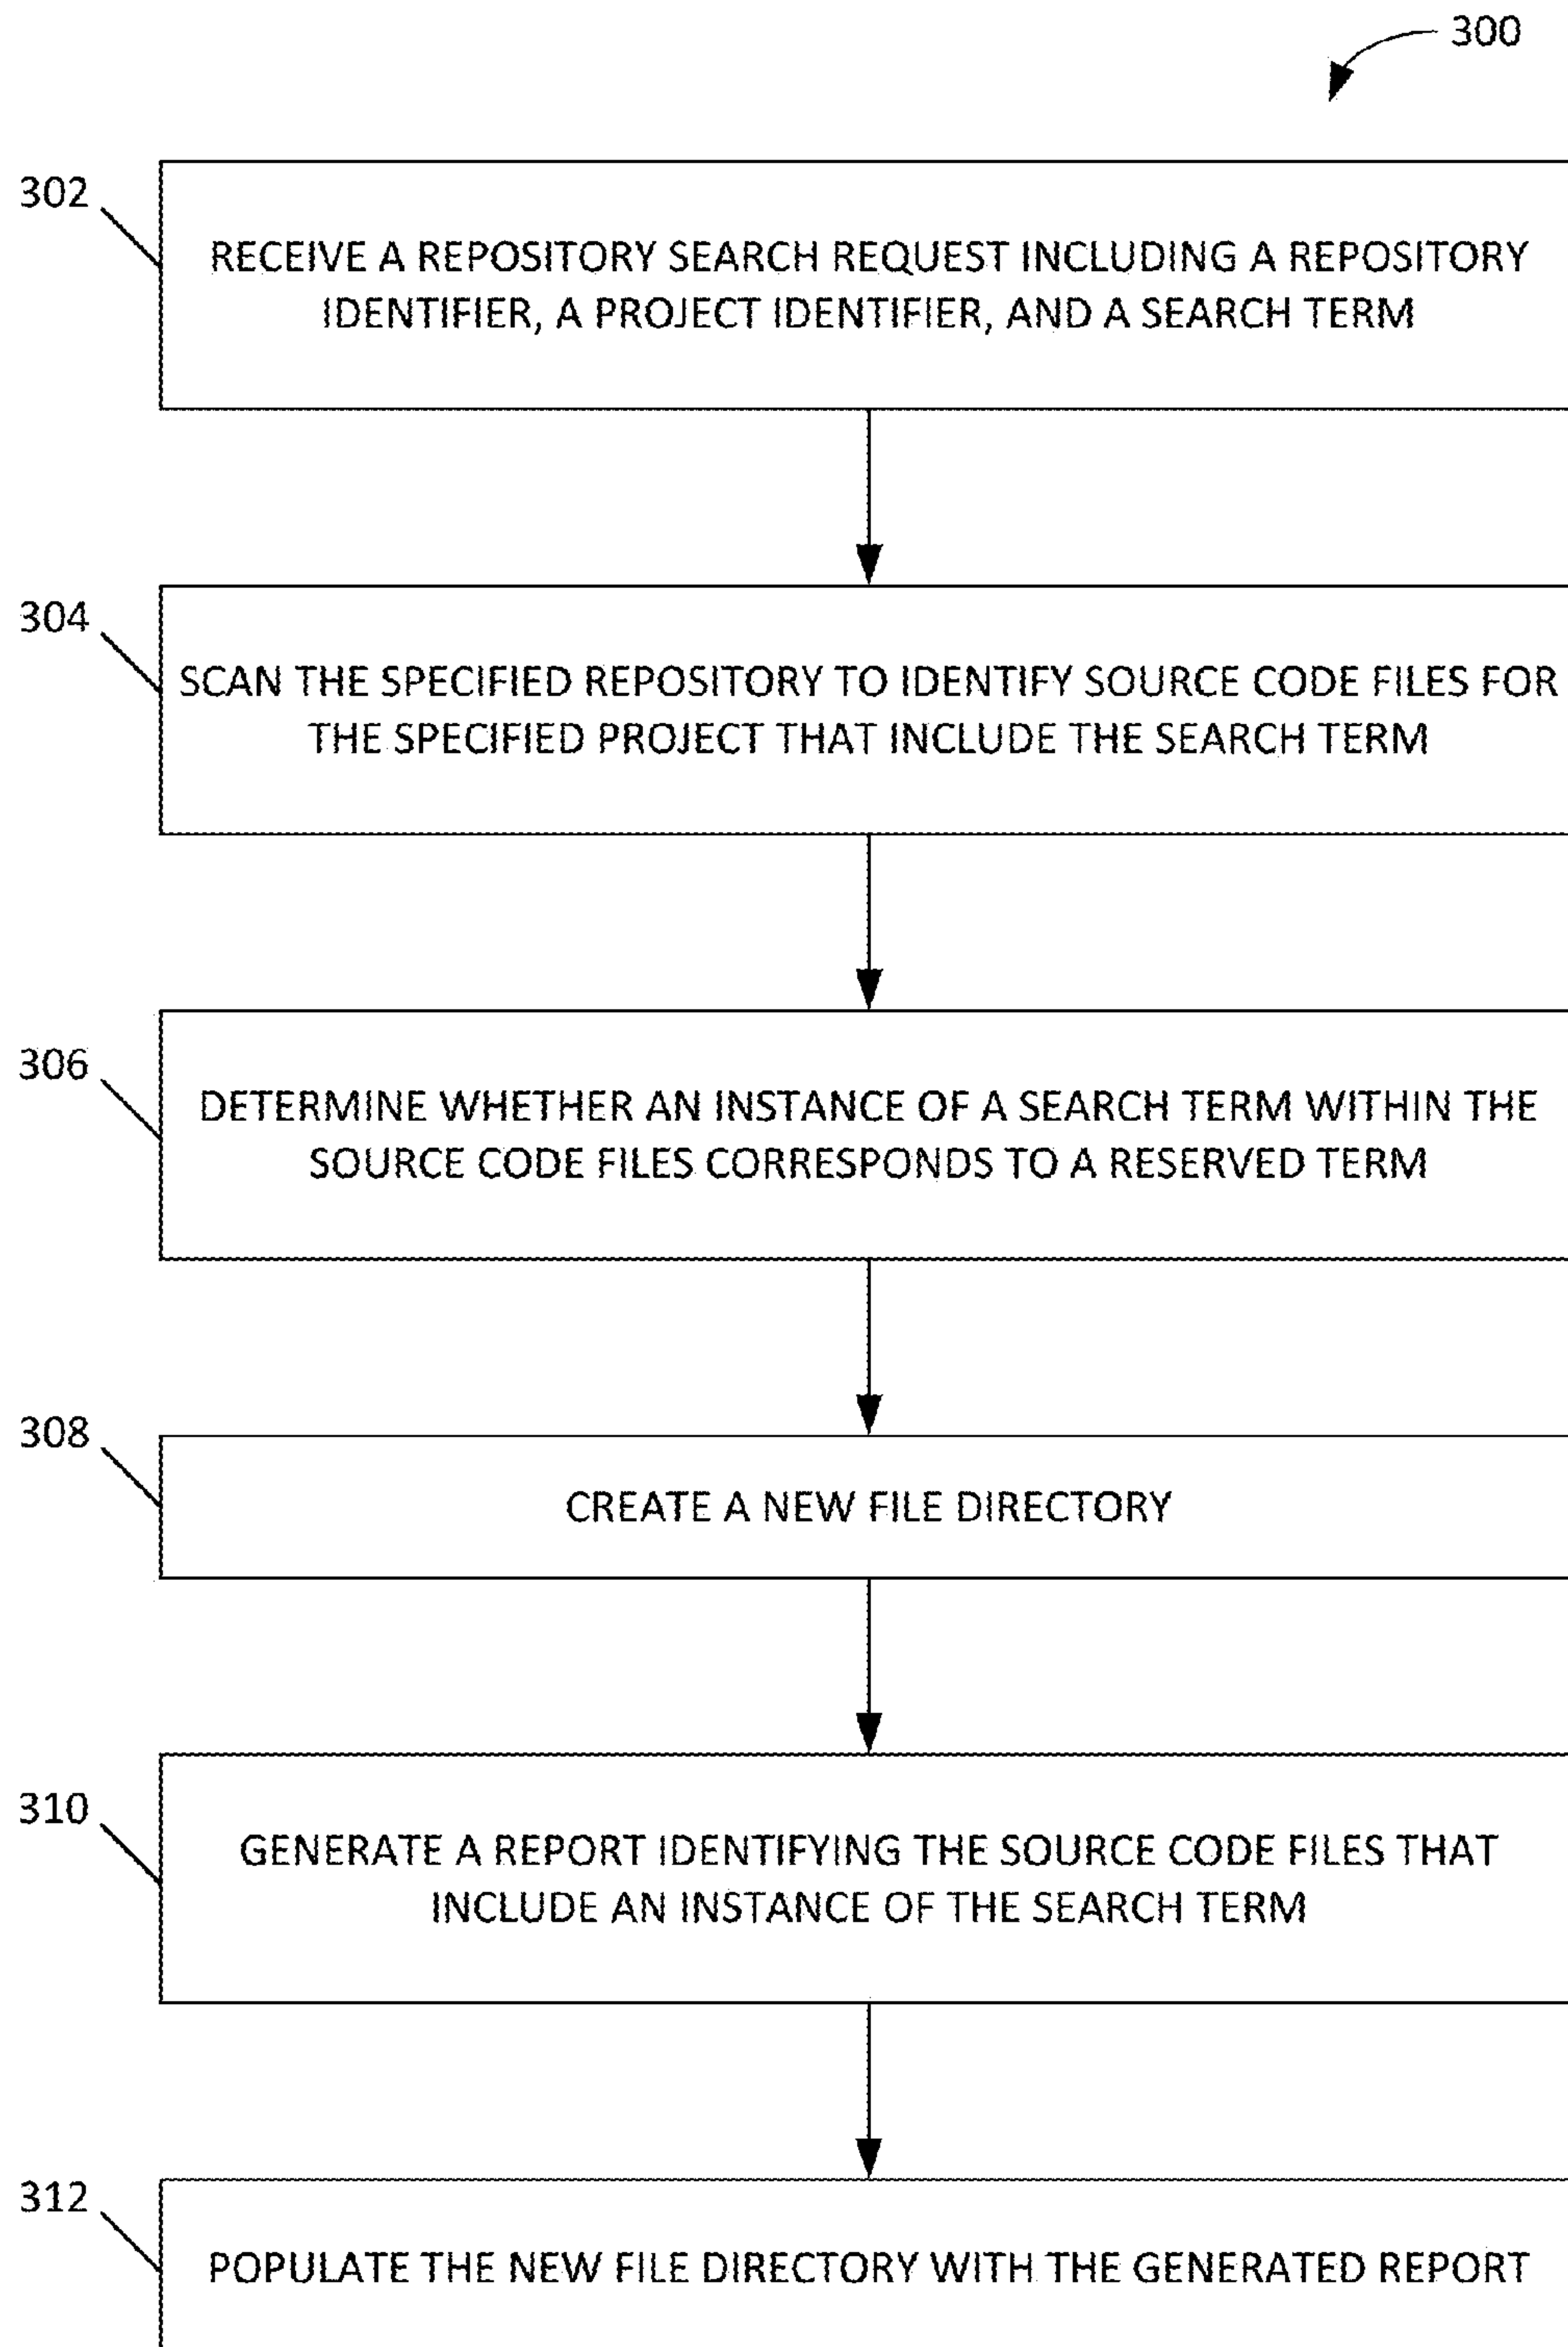 300
302
RECEIVE A REPOSITORY SEARCH REQUEST INCLUDING A REPOSITORY
IDENTIFIER, A PROJECT IDENTIFIER, AND A SEARCH TERM
304
SCAN THE SPECIFIED REPOSITORY TO IDENTIFY SOURCE CODE FILES FOR
THE SPECIFIED PROJECT THAT INCLUDE THE SEARCH TERM
306
DETERMINE WHETHER AN INSTANCE OF A SEARCH TERM WITHIN THE
SOURCE CODE FILES CORRESPONDS TO A RESERVED TERM
308
CREATE A NEW FILE DIRECTORY
310
GENERATE A REPORT IDENTIFYING THE SOURCE CODE FILES THAT
INCLUDE AN INSTANCE OF THE SEARCH TERM
312
POPULATE THE NEW FILE DIRECTORY WITH THE GENERATED REPORT